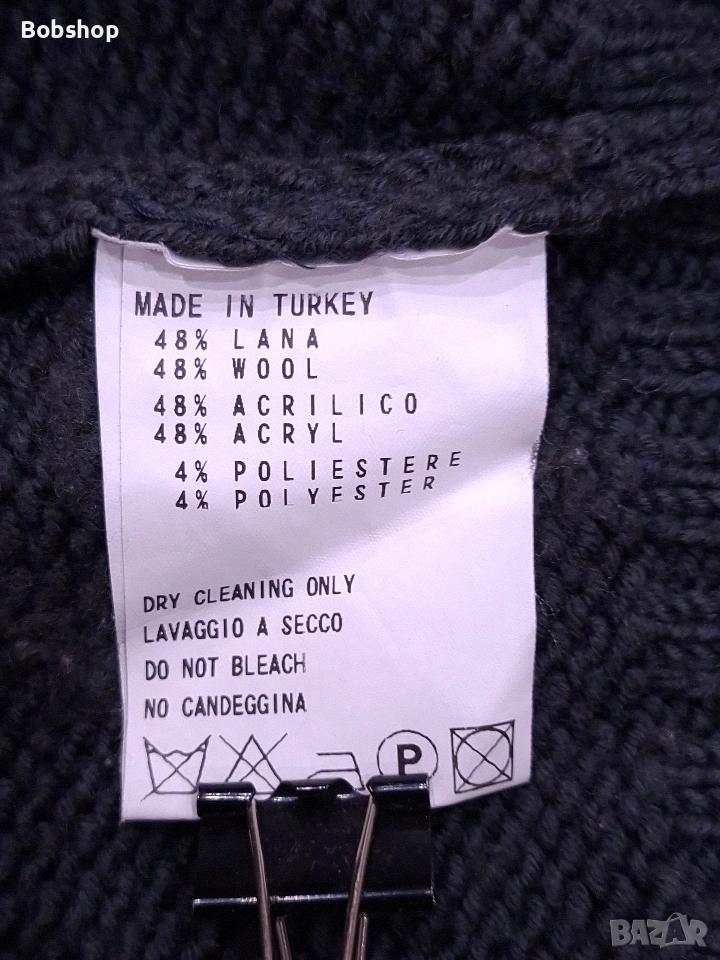 Bobshop
MADE IN TURKEY
48% LANA
48% WOOL
48% ACRILICO
48% ACRYL
4% POLIESTERE
4% POLYESTER
DRY CLEANING ONLY
LAVAGGIO A SECCO
DO NOT BLEACH
NO CANDEGGINA
P
BAZAR